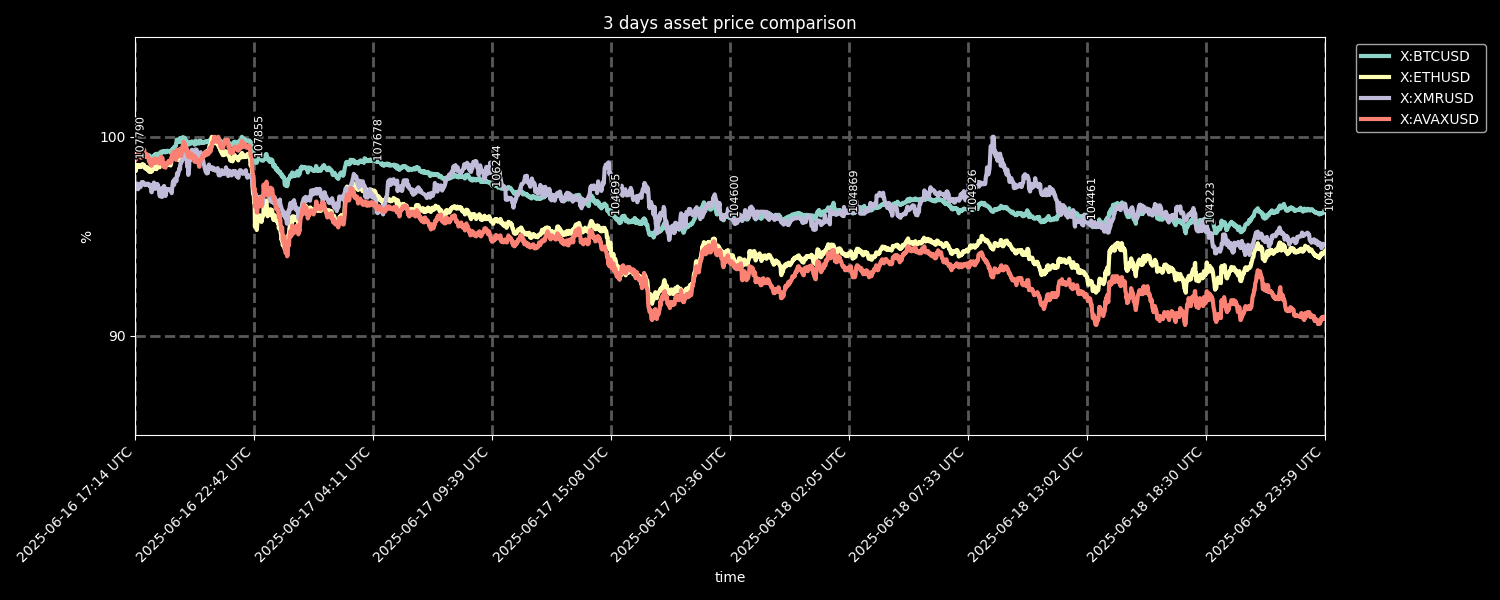 3 days asset price comparison
X:BTCUSD
X:ETHUSD
X:XMRUSD
X:AVAXUSD
100
90
%
107790
107855
107678
106244
104695
104600
104869
104926
104461
104223
104916
2025-06-16 17:14 UTC
2025-06-16 22:42 UTC
2025-06-17 04:11 UTC
2025-06-17 09:39 UTC
2025-06-17 15:08 UTC
2025-06-17 20:36 UTC
2025-06-18 02:05 UTC
2025-06-18 07:33 UTC
2025-06-18 13:02 UTC
2025-06-18 18:30 UTC
2025-06-18 23:59 UTC
time